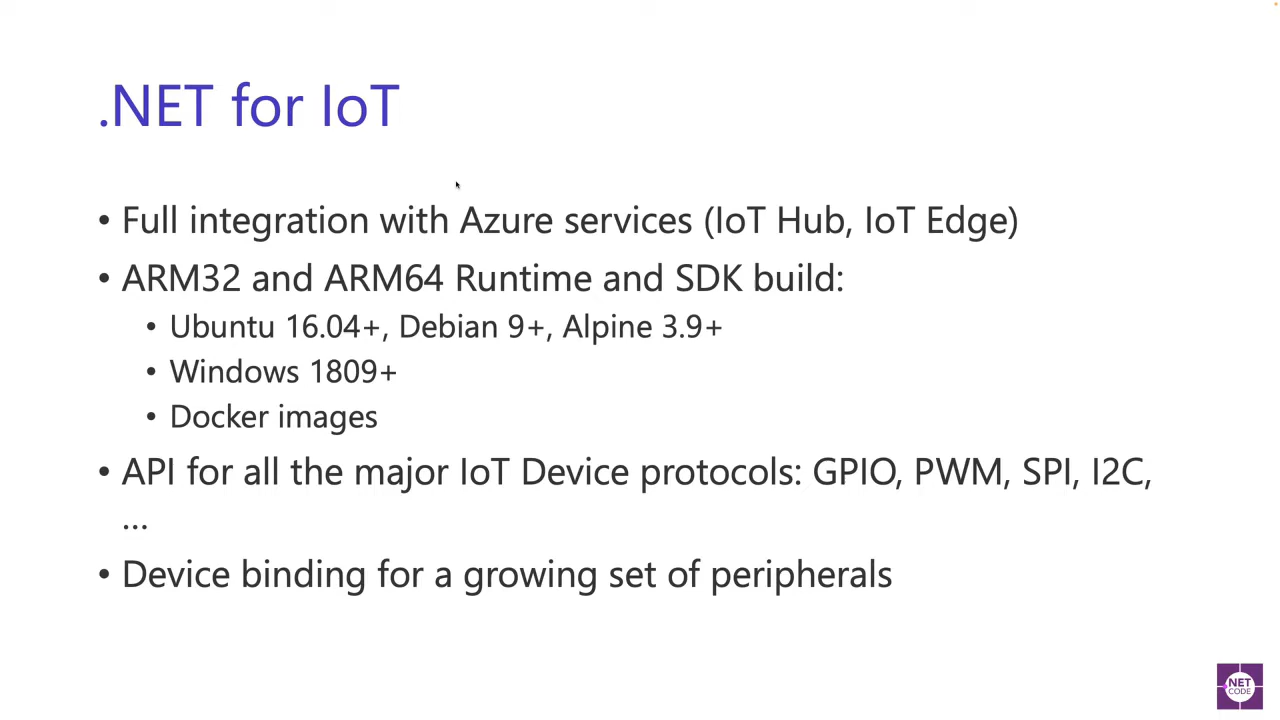 .NET for IoT
• Full integration with Azure services (IoT Hub, IoT Edge)
• ARM32 and ARM64 Runtime and SDK build:
• Ubuntu 16.04+, Debian 9+, Alpine 3.9+
• Windows 1809+
• Docker images
• API for all the major IoT Device protocols: GPIO, PWM, SPI, I2C,
...
• Device binding for a growing set of peripherals
NET
CODE